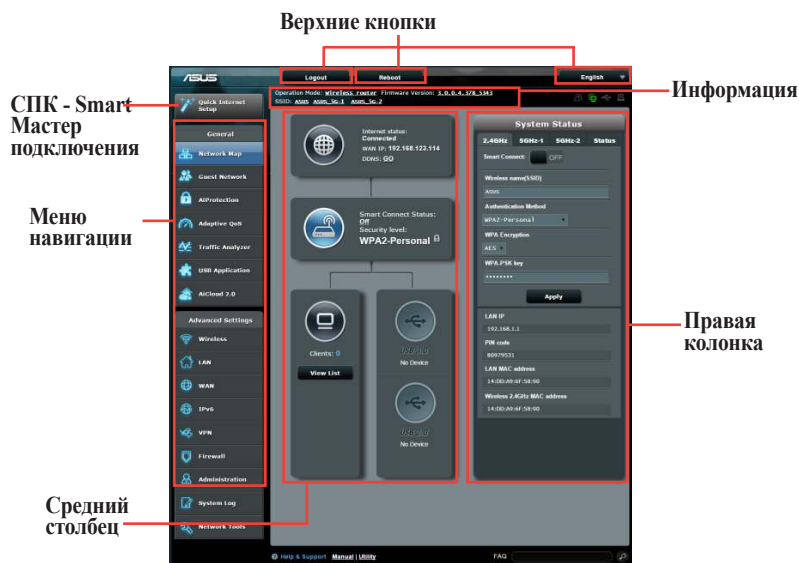 Верхние кнопки
Информация
СПК - Smart
Мастер
подключения
Меню
навигации
Правая
колонка
Средний
столбец
ASUS
Logout
Reboot
English
Operation Mode: Wireless router Firmware Version: 3.0.0.4.378_5343
SSID: ASUS ASUS_5G-1 ASUS_5G-2
Quick Internet
Setup
General
Network Map
Guest Network
AiProtection
Adaptive QoS
Traffic Analyzer
USB Application
AiCloud 2.0
Advanced Settings
Wireless
LAN
WAN
IPv6
VPN
Firewall
Administration
System Log
Network Tools
Internet status:
Connected
WAN IP: 192.168.123.114
DDNS: GO
Smart Connect Status:
Off
Security level:
WPA2-Personal
Clients: 0
View List
No Device
No Device
System Status
2.4GHz 5GHz-1 5GHz-2 Status
Smart Connect OFF
Wireless name(SSID)
ASUS
Authentication Method
WPA2-Personal
WPA Encryption
AES
WPA-PSK key
••••••••
Apply
LAN IP
192.168.1.1
PIN code
80979531
LAN MAC address
14:DD:A9:6F:58:90
Wireless 2.4GHz MAC address
14:DD:A9:6F:58:90
Help & Support Manual | Utility
FAQ